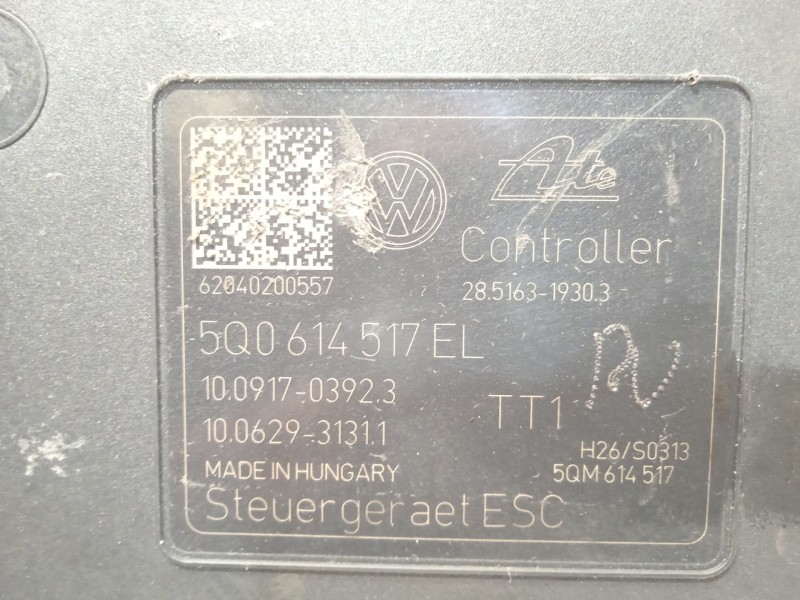 Ate
Controller
62040200557
28.5163-1930.3
5Q0 614 517 EL
10.0917-0392.3
10.0629-3131.1
TT1
H26/S0313
MADE IN HUNGARY
5QM 614 517
Steuergeraet ESC